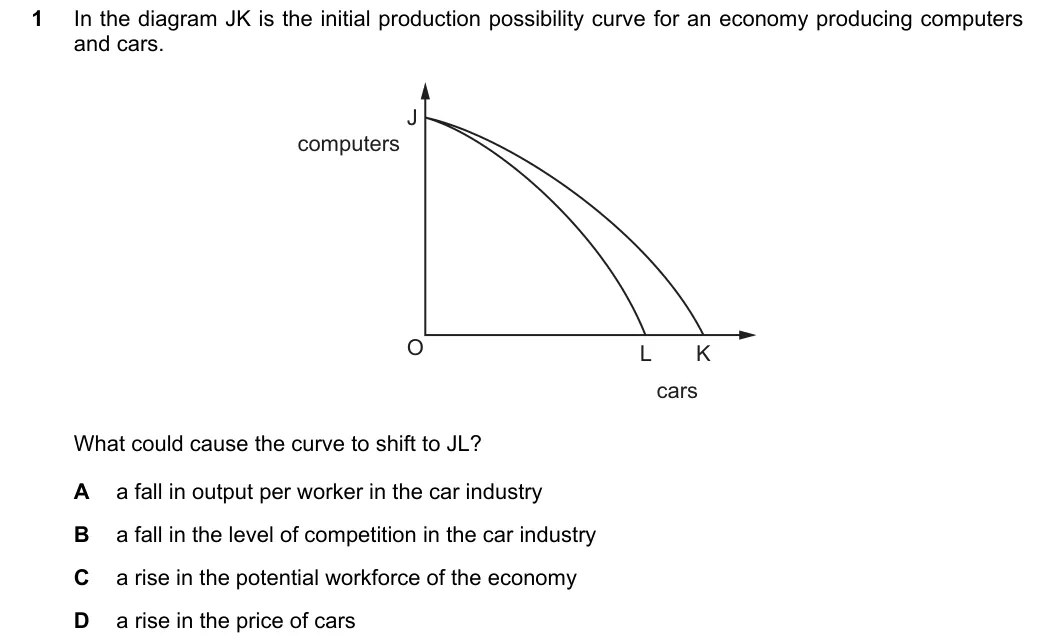 1 In the diagram JK is the initial production possibility curve for an economy producing computers
and cars.
J
computers
O
L K
cars
What could cause the curve to shift to JL?
A a fall in output per worker in the car industry
B a fall in the level of competition in the car industry
C a rise in the potential workforce of the economy
D a rise in the price of cars